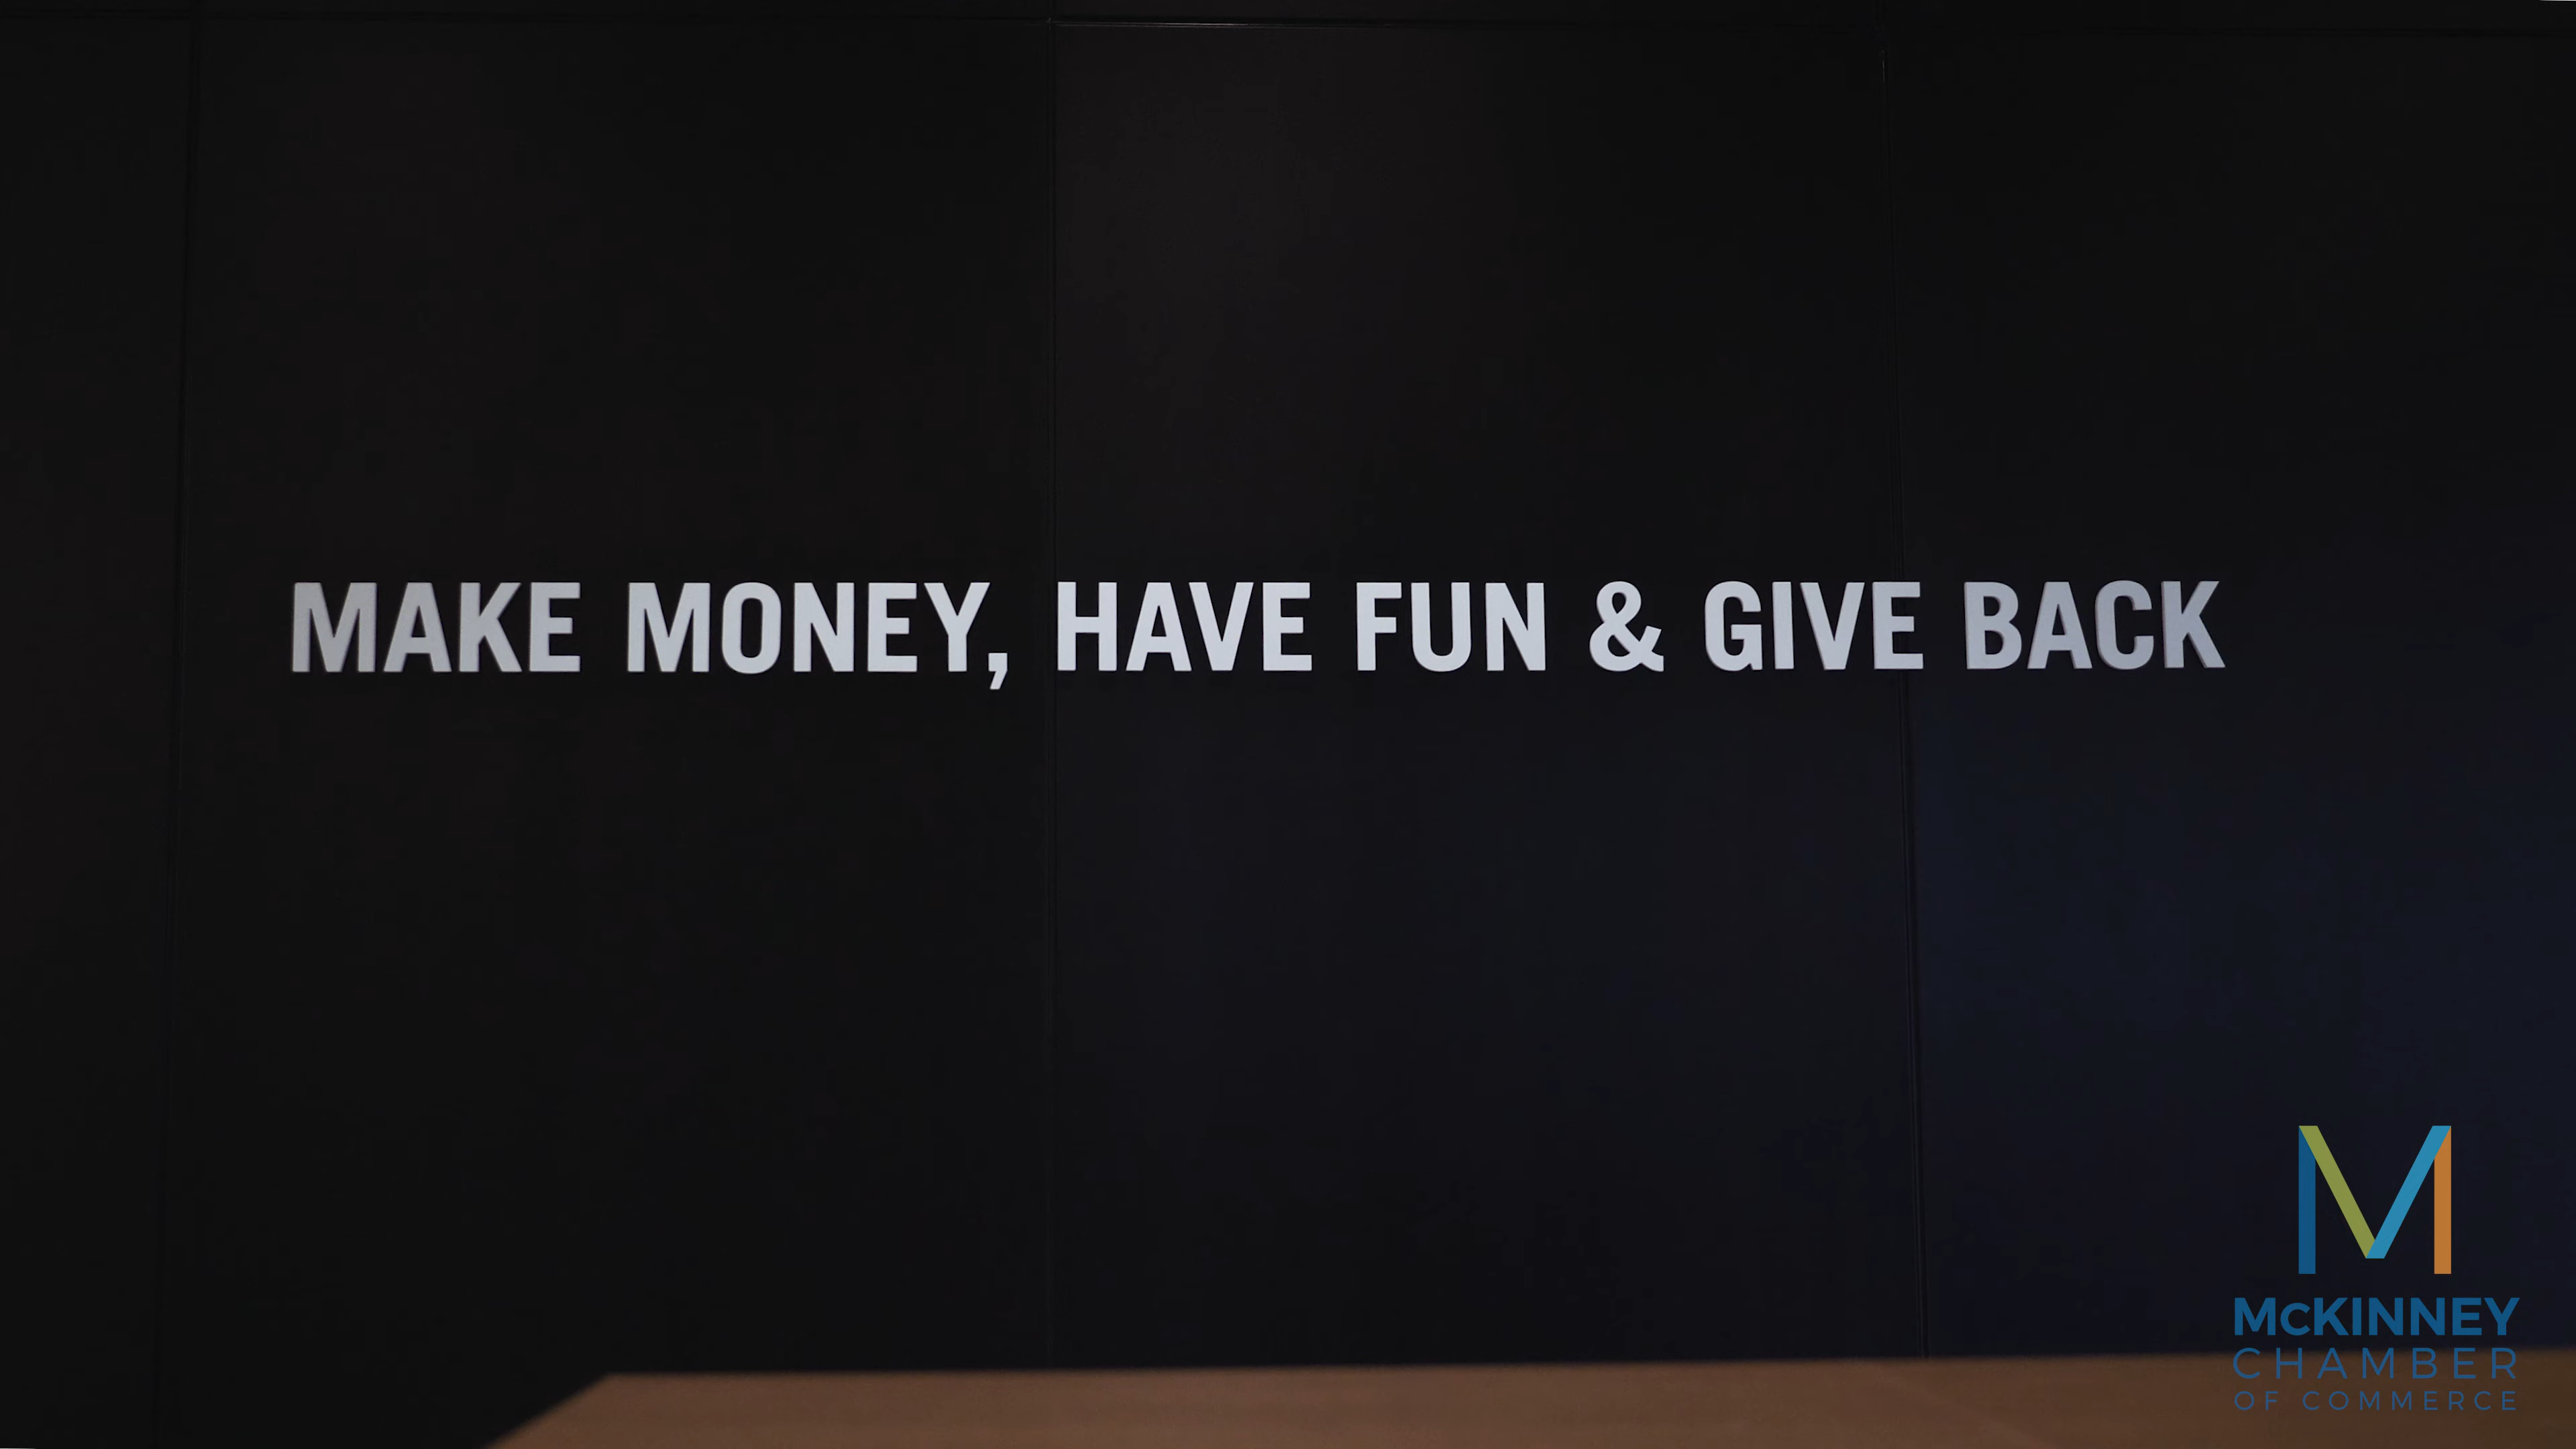 MAKE MONEY, HAVE FUN & GIVE BACK
M
McKINNEY
CHAMBER
OF COMMERCE